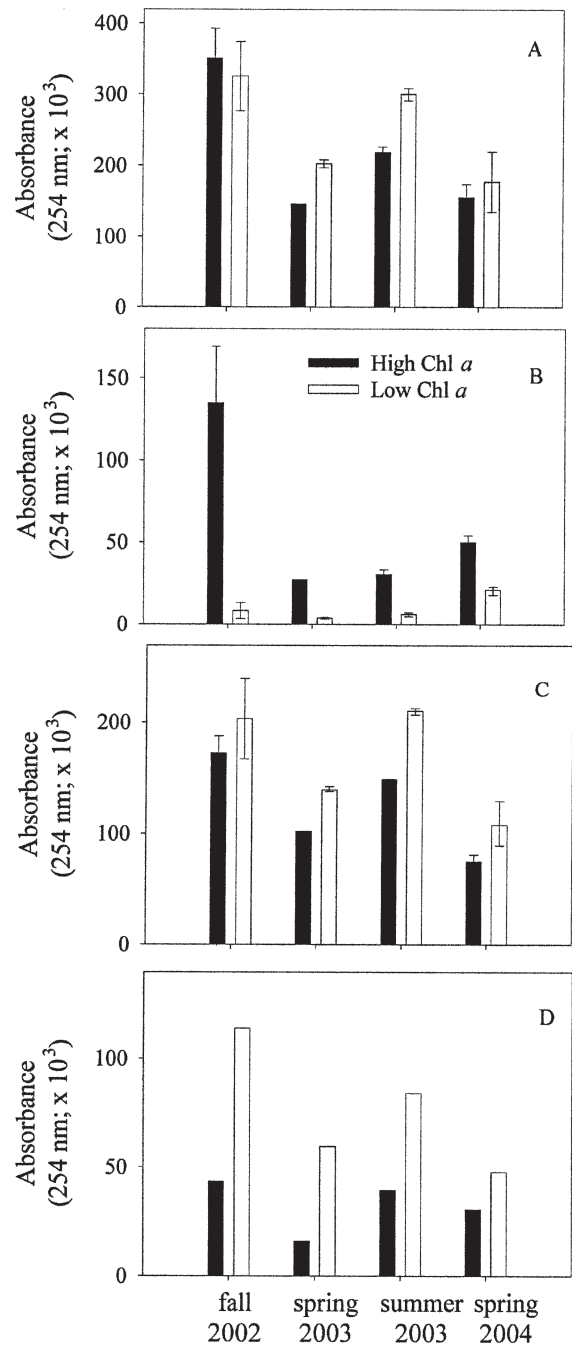 400
300
200
100
0
Absorbance
(254 nm; x 10³)
A
150
100
50
0
Absorbance
(254 nm; x 10³)
High Chl a
Low Chl a
B
200
100
0
Absorbance
(254 nm; x 10³)
C
100
50
0
Absorbance
(254 nm; x 10³)
D
fall spring summer spring
2002 2003 2003 2004